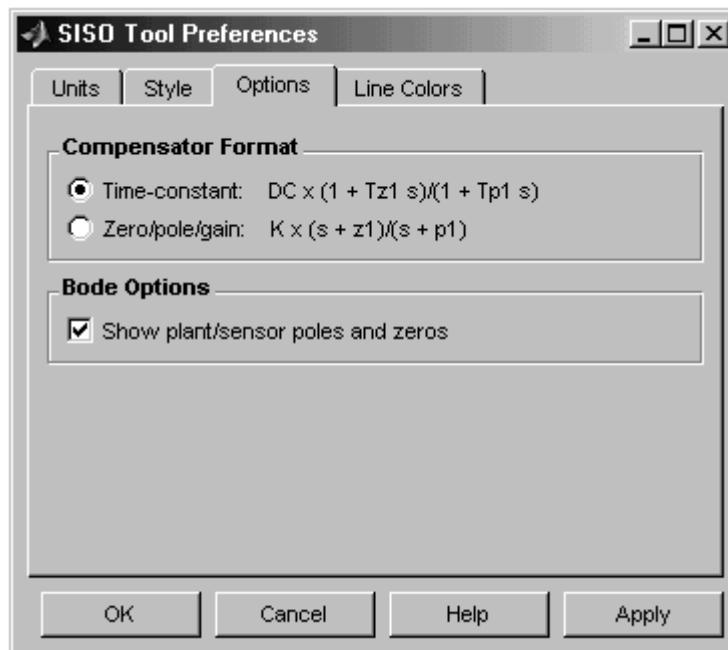 SISO Tool Preferences
Units Style Options Line Colors
Compensator Format
Time-constant: DC x (1 + Tz1 s)/(1 + Tp1 s)
Zero/pole/gain: K x (s + z1)/(s + p1)
Bode Options
Show plant/sensor poles and zeros
OK Cancel Help Apply